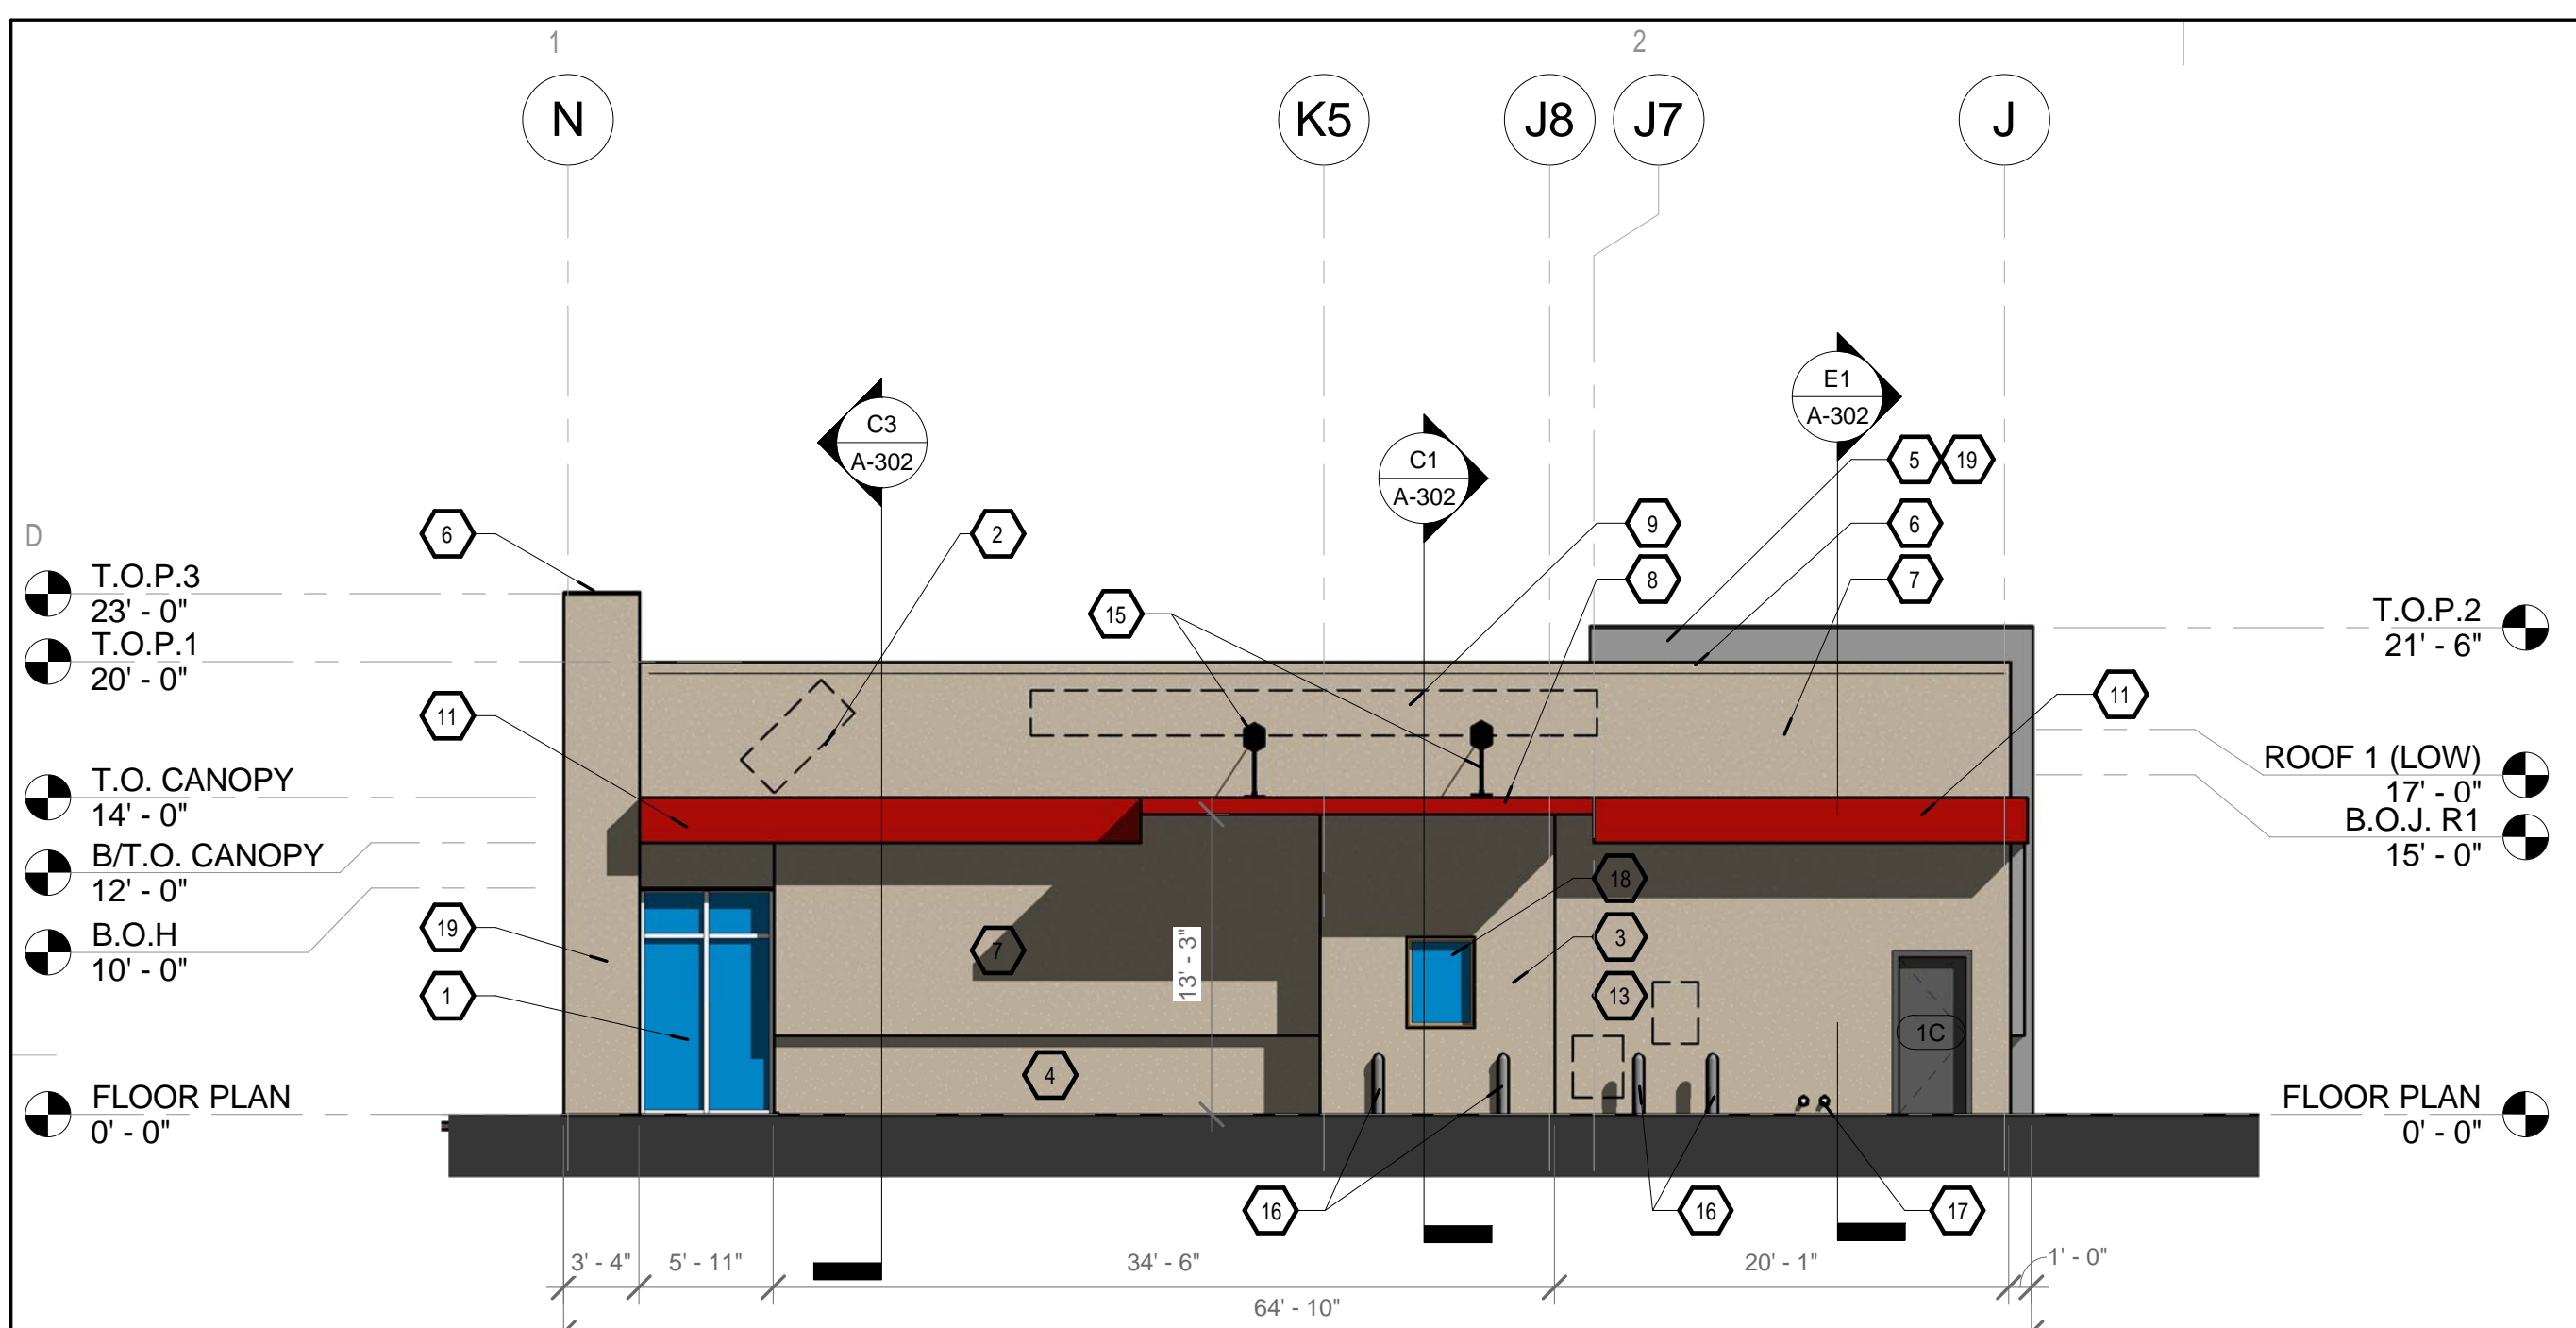 1
2
N
K5
J8
J7
J
E1
A-302
C3
A-302
C1
A-302
5
19
6
2
9
6
D
T.O.P.3
23' - 0"
8
7
15
T.O.P.2
21' - 6"
T.O.P.1
20' - 0"
11
11
T.O. CANOPY
14' - 0"
ROOF 1 (LOW)
17' - 0"
B.O.J. R1
15' - 0"
B/T.O. CANOPY
12' - 0"
18
19
3
B.O.H
10' - 0"
7
13' - 3"
1
13
1C
4
FLOOR PLAN
0' - 0"
FLOOR PLAN
0' - 0"
16
16
17
3' - 4"
5' - 11"
34' - 6"
20' - 1"
1' - 0"
64' - 10"